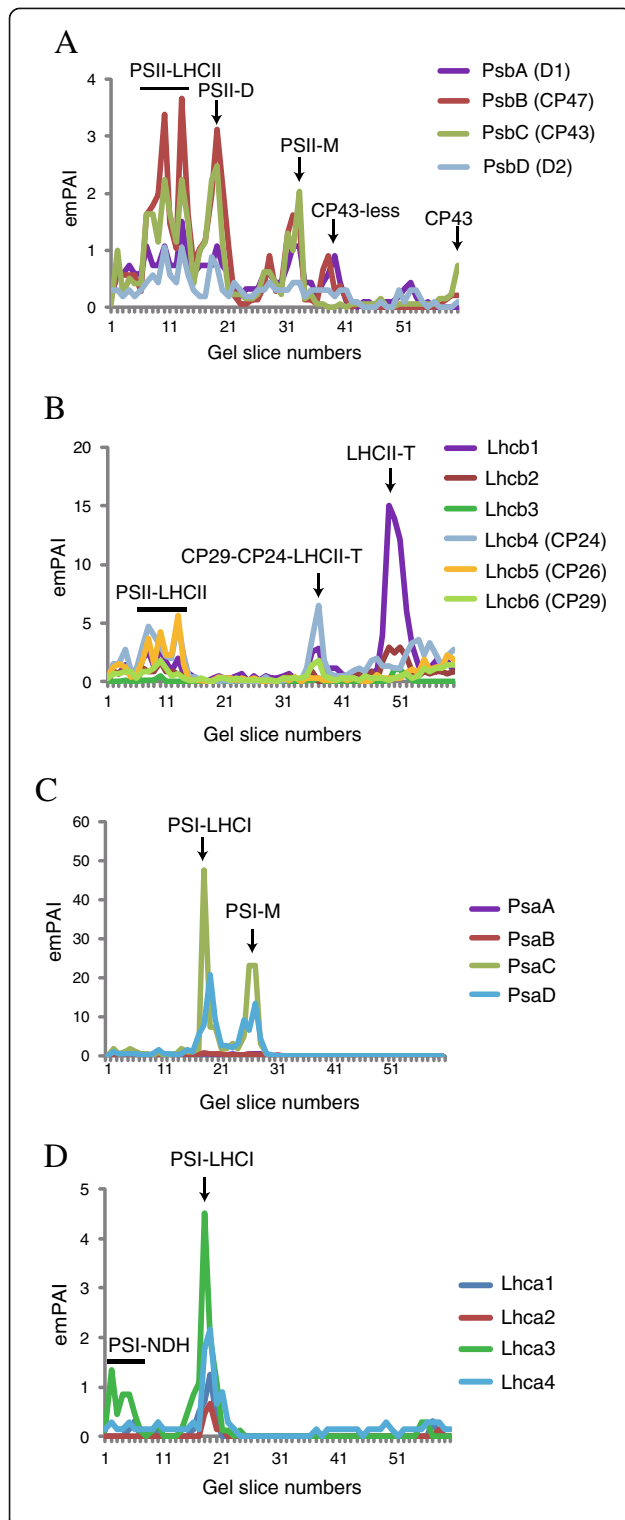 A
PSII-LHCII
PSII-D
PSII-M
CP43-less
CP43
PsbA (D1)
PsbB (CP47)
PsbC (CP43)
PsbD (D2)
emPAI
4
3
2
1
0
1 11 21 31 41 51
Gel slice numbers
B
LHCII-T
CP29-CP24-LHCII-T
PSII-LHCII
Lhcb1
Lhcb2
Lhcb3
Lhcb4 (CP24)
Lhcb5 (CP26)
Lhcb6 (CP29)
emPAI
20
15
10
5
0
1 11 21 31 41 51
Gel slice numbers
C
PSI-LHCI
PSI-M
PsaA
PsaB
PsaC
PsaD
emPAI
60
50
40
30
20
10
0
1 11 21 31 41 51
Gel slice numbers
D
PSI-LHCI
PSI-NDH
Lhca1
Lhca2
Lhca3
Lhca4
emPAI
5
4
3
2
1
0
1 11 21 31 41 51
Gel slice numbers